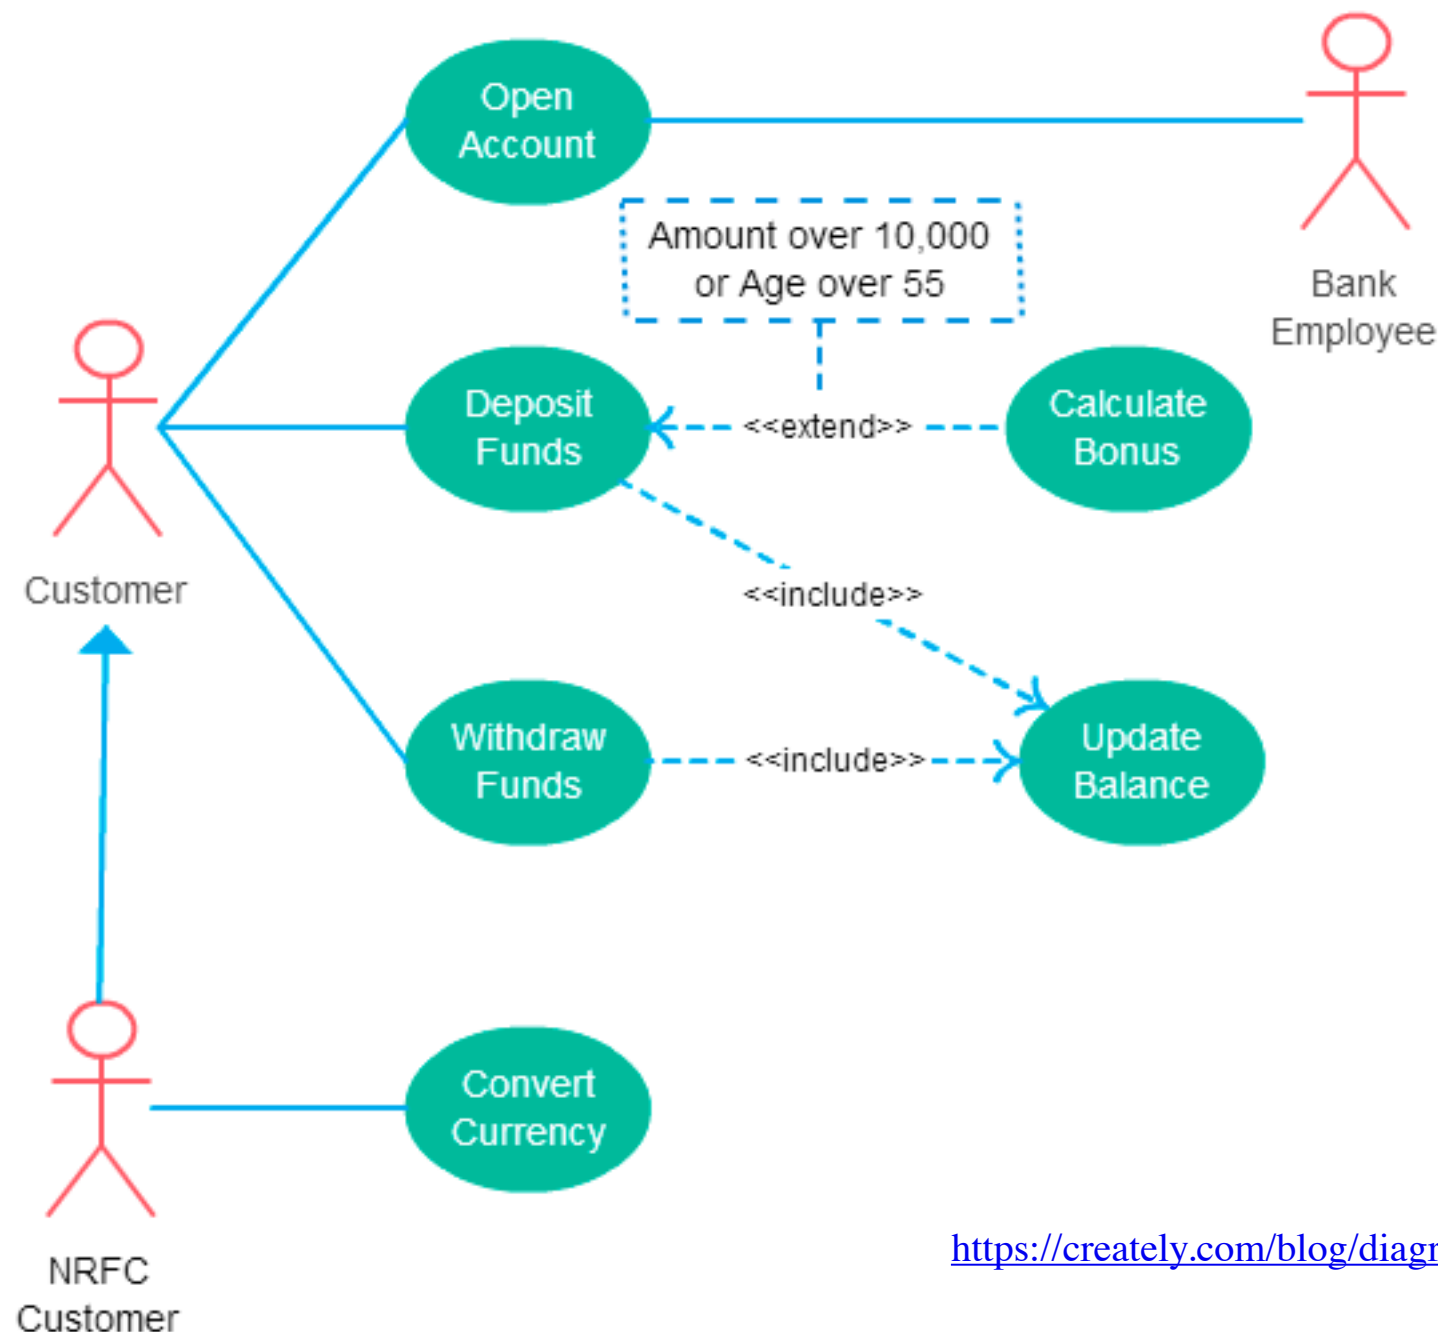 Open
Account
Amount over 10,000
or Age over 55
Bank
Employee
Deposit
Funds
<<extend>>
Calculate
Bonus
Customer
<<include>>
Withdraw
Funds
<<include>>
Update
Balance
Convert
Currency
NRFC
Customer
https://creately.com/blog/diagr